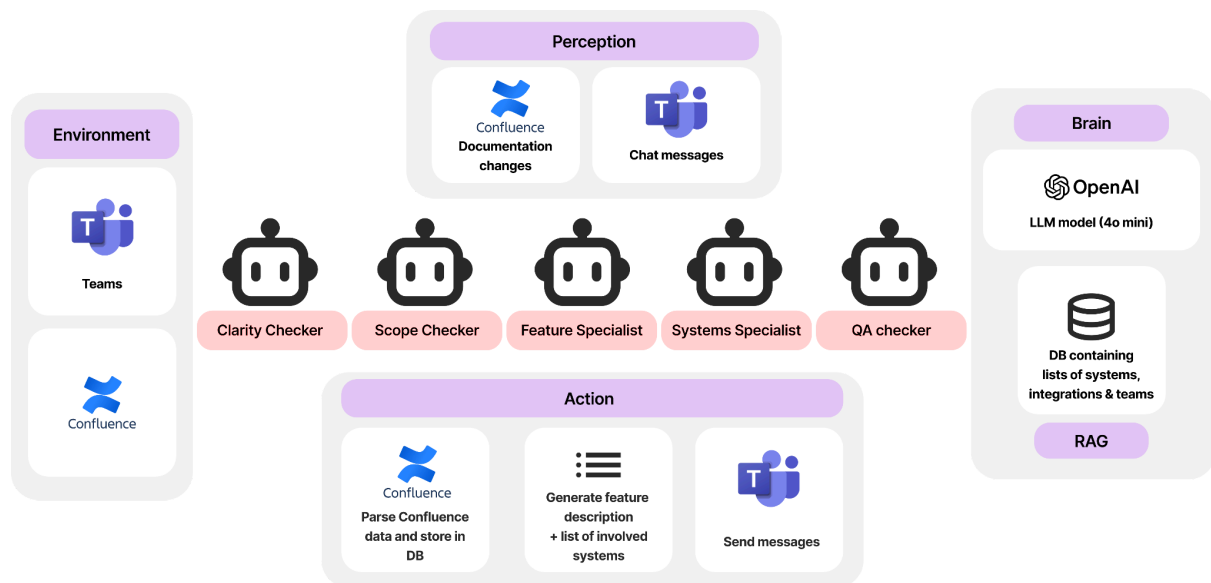 Perception
Confluence
Documentation
changes
T
Chat messages
Environment
T
Teams
Confluence
Brain
OpenAI
LLM model (4o mini)
DB containing
lists of systems,
integrations & teams
RAG
Clarity Checker
Scope Checker
Feature Specialist
Systems Specialist
QA checker
Action
Confluence
Parse Confluence
data and store in
DB
Generate feature
description
+ list of involved
systems
T
Send messages